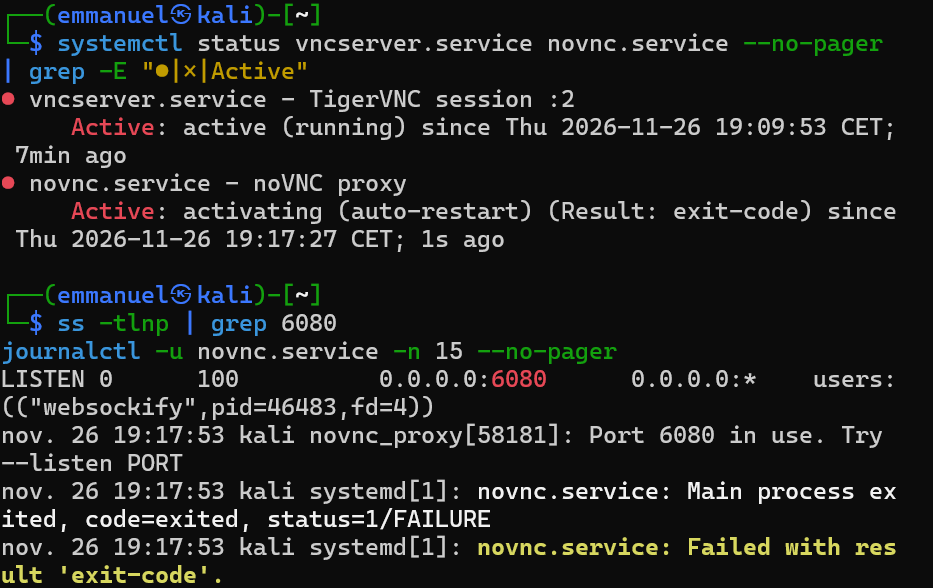 ┌──(emmanuel㉿kali)-[~]
└─$ systemctl status vncserver.service novnc.service --no-pager
| grep -E "●|×|Active"
● vncserver.service - TigerVNC session :2
     Active: active (running) since Thu 2026-11-26 19:09:53 CET;
 7min ago
● novnc.service - noVNC proxy
     Active: activating (auto-restart) (Result: exit-code) since
 Thu 2026-11-26 19:17:27 CET; 1s ago

┌──(emmanuel㉿kali)-[~]
└─$ ss -tlnp | grep 6080
journalctl -u novnc.service -n 15 --no-pager
LISTEN 0      100          0.0.0.0:6080      0.0.0.0:*    users:
(("websockify",pid=46483,fd=4))
nov. 26 19:17:53 kali novnc_proxy[58181]: Port 6080 in use. Try
--listen PORT
nov. 26 19:17:53 kali systemd[1]: novnc.service: Main process ex
ited, code=exited, status=1/FAILURE
nov. 26 19:17:53 kali systemd[1]: novnc.service: Failed with res
ult 'exit-code'.